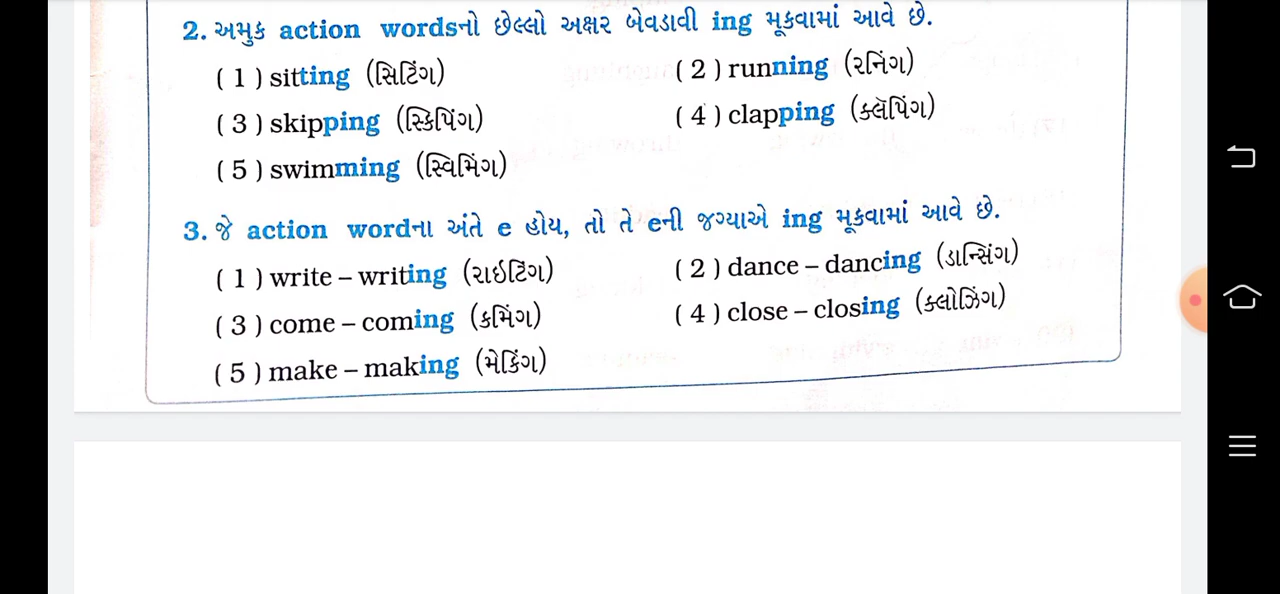 2. અમુક action wordsનો છેલ્લો અક્ષર બેવડાવી ing મૂકવામાં આવે છે.
( 1 ) sitting (સિટિંગ) ( 2 ) running (રનિંગ)
( 3 ) skipping (સ્કિપિંગ) ( 4 ) clapping (ક્લૅપિંગ)
( 5 ) swimming (સ્વિમિંગ)
3. જે action wordના અંતે e હોય, તો તે eની જગ્યાએ ing મૂકવામાં આવે છે.
( 1 ) write – writing (રાઇટિંગ) ( 2 ) dance – dancing (ડાન્સિંગ)
( 3 ) come – coming (કમિંગ) ( 4 ) close – closing (ક્લોઝિંગ)
( 5 ) make – making (મેકિંગ)